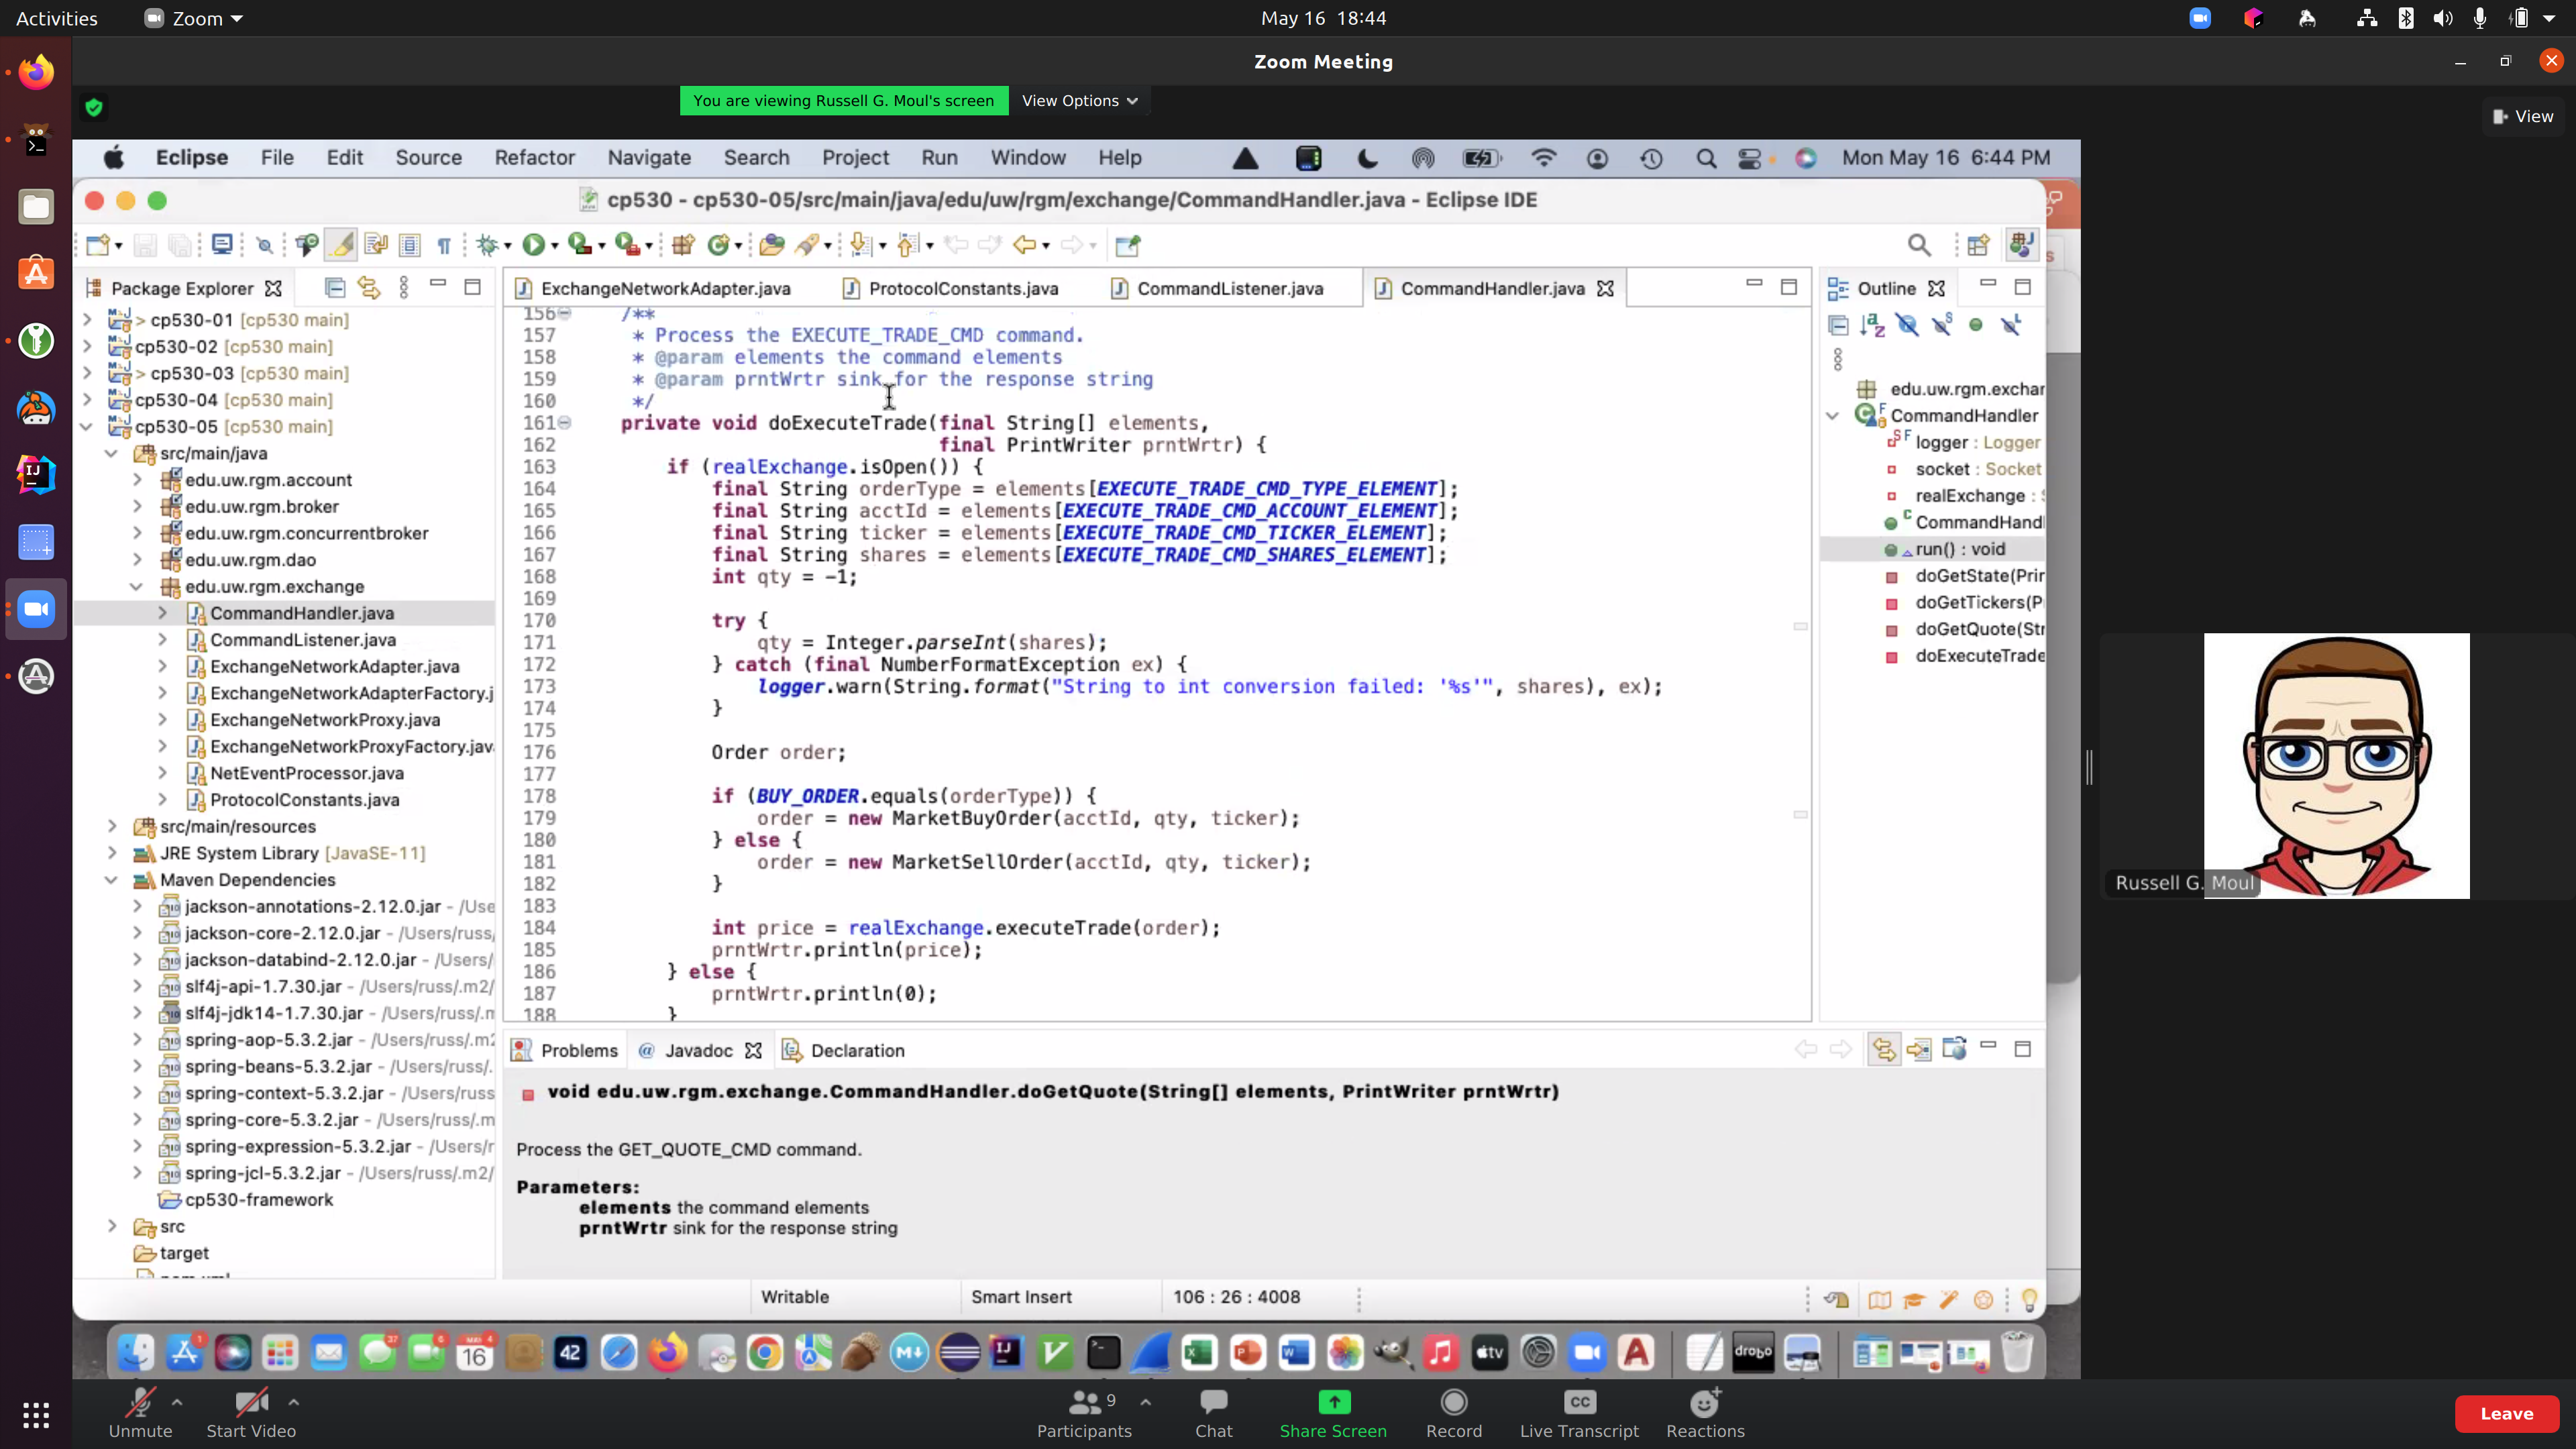 Activities
Zoom
May 16 18:44
Zoom Meeting
You are viewing Russell G. Moul's screen
View Options
View
Eclipse File Edit Source Refactor Navigate Search Project Run Window Help
Mon May 16 6:44 PM
cp530 - cp530-05/src/main/java/edu/uw/rgm/exchange/CommandHandler.java - Eclipse IDE
Package Explorer
> cp530-01 [cp530 main]
cp530-02 [cp530 main]
> cp530-03 [cp530 main]
cp530-04 [cp530 main]
cp530-05 [cp530 main]
src/main/java
edu.uw.rgm.account
edu.uw.rgm.broker
edu.uw.rgm.concurrentbroker
edu.uw.rgm.dao
edu.uw.rgm.exchange
CommandHandler.java
CommandListener.java
ExchangeNetworkAdapter.java
ExchangeNetworkAdapterFactory.j
ExchangeNetworkProxy.java
ExchangeNetworkProxyFactory.jav
NetEventProcessor.java
ProtocolConstants.java
src/main/resources
JRE System Library [JavaSE-11]
Maven Dependencies
jackson-annotations-2.12.0.jar - /Use
jackson-core-2.12.0.jar - /Users/russ/
jackson-databind-2.12.0.jar - /Users/
slf4j-api-1.7.30.jar - /Users/russ/.m2/
slf4j-jdk14-1.7.30.jar - /Users/russ/.m
spring-aop-5.3.2.jar - /Users/russ/.m2
spring-beans-5.3.2.jar - /Users/russ/.
spring-context-5.3.2.jar - /Users/russ
spring-core-5.3.2.jar - /Users/russ/.m
spring-expression-5.3.2.jar - /Users/r
spring-jcl-5.3.2.jar - /Users/russ/.m2/
cp530-framework
src
target
ExchangeNetworkAdapter.java
ProtocolConstants.java
CommandListener.java
CommandHandler.java
156 /**
157 * Process the EXECUTE_TRADE_CMD command.
158 * @param elements the command elements
159 * @param prntWrtr sink for the response string
160 */
161 private void doExecuteTrade(final String[] elements,
162 final PrintWriter prntWrtr) {
163 if (realExchange.isOpen()) {
164 final String orderType = elements[EXECUTE_TRADE_CMD_TYPE_ELEMENT];
165 final String acctId = elements[EXECUTE_TRADE_CMD_ACCOUNT_ELEMENT];
166 final String ticker = elements[EXECUTE_TRADE_CMD_TICKER_ELEMENT];
167 final String shares = elements[EXECUTE_TRADE_CMD_SHARES_ELEMENT];
168 int qty = -1;
169
170 try {
171 qty = Integer.parseInt(shares);
172 } catch (final NumberFormatException ex) {
173 logger.warn(String.format("String to int conversion failed: '%s'", shares), ex);
174 }
175
176 Order order;
177
178 if (BUY_ORDER.equals(orderType)) {
179 order = new MarketBuyOrder(acctId, qty, ticker);
180 } else {
181 order = new MarketSellOrder(acctId, qty, ticker);
182 }
183
184 int price = realExchange.executeTrade(order);
185 prntWrtr.println(price);
186 } else {
187 prntWrtr.println(0);
188 }
Outline
edu.uw.rgm.exchar
CommandHandler
logger : Logger
socket : Socket
realExchange :
CommandHandl
run() : void
doGetState(Prir
doGetTickers(P
doGetQuote(Str
doExecuteTrade
Problems
@ Javadoc
Declaration
void edu.uw.rgm.exchange.CommandHandler.doGetQuote(String[] elements, PrintWriter prntWrtr)
Process the GET_QUOTE_CMD command.
Parameters:
elements the command elements
prntWrtr sink for the response string
Writable
Smart Insert
106 : 26 : 4008
Russell G. Moul
1
37
6
MAY
4
16
42
M↓
IJ
tv
drobo
Unmute
Start Video
9
Participants
Chat
Share Screen
Record
CC
Live Transcript
Reactions
Leave